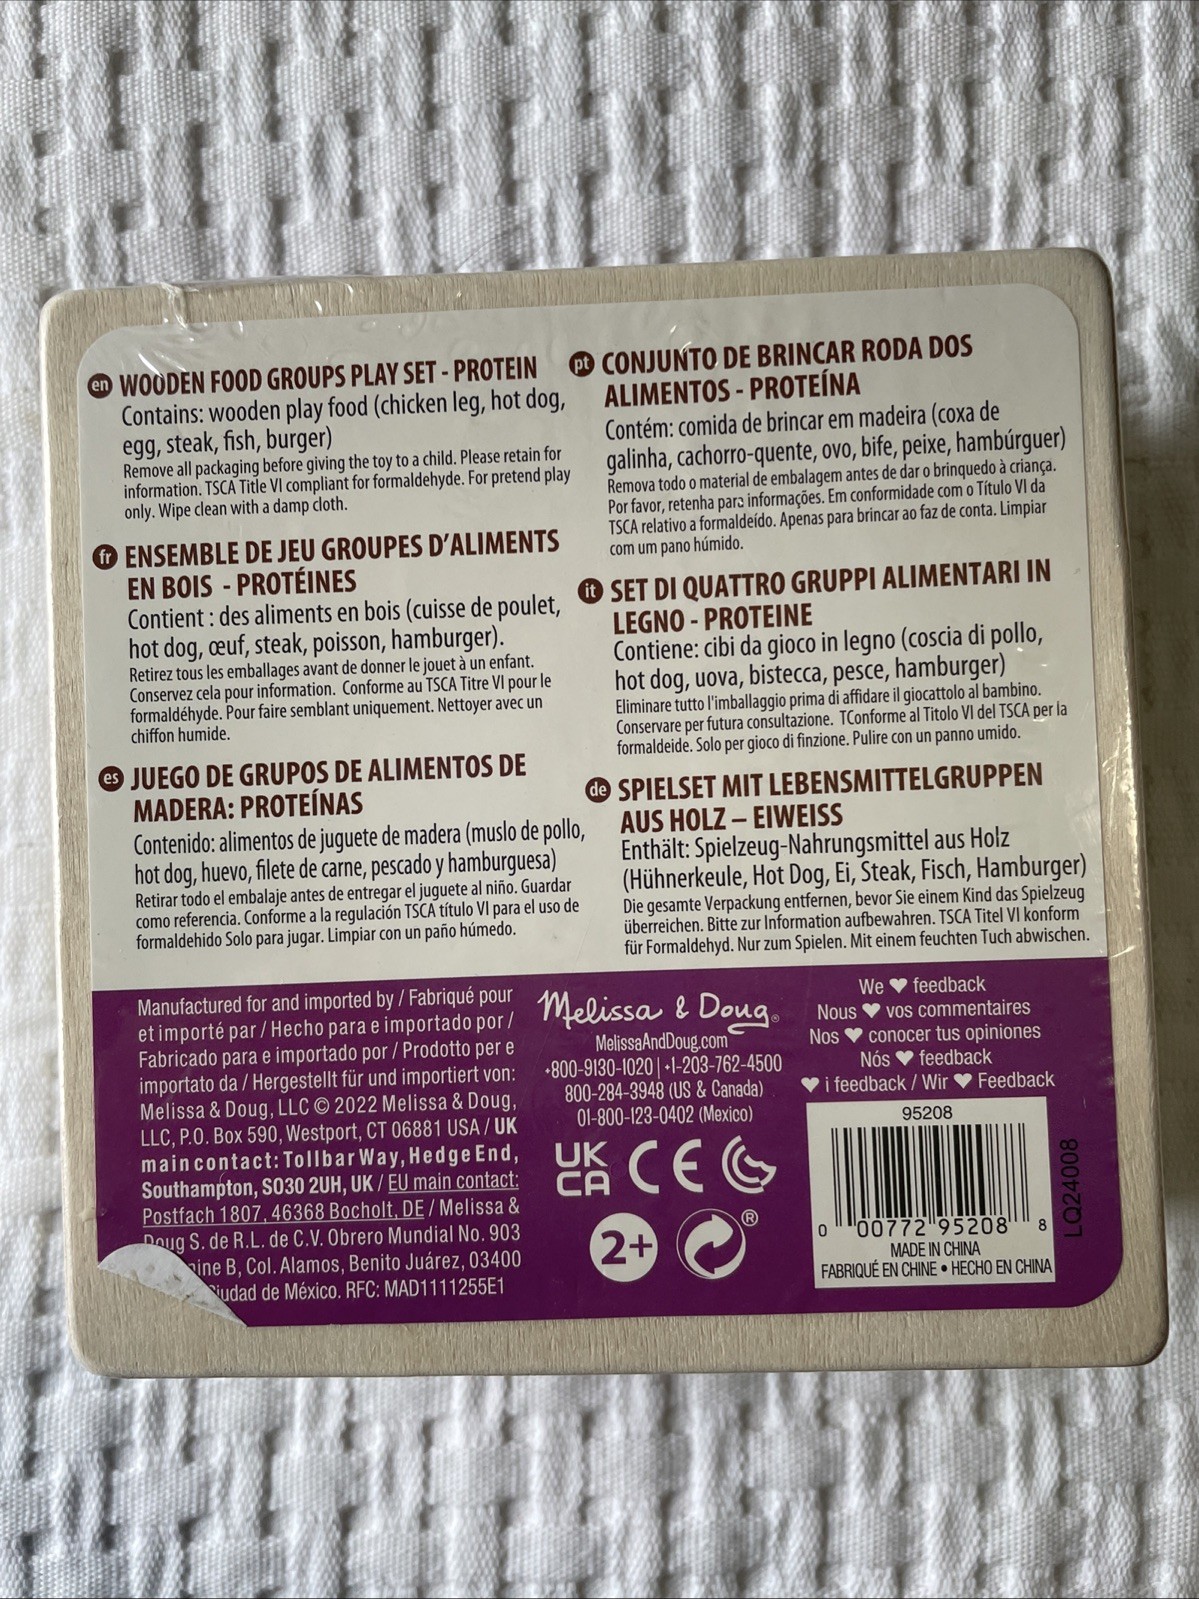 en WOODEN FOOD GROUPS PLAY SET - PROTEIN
Contains: wooden play food (chicken leg, hot dog,
egg, steak, fish, burger)
Remove all packaging before giving the toy to a child. Please retain for
information. TSCA Title VI compliant for formaldehyde. For pretend play
only. Wipe clean with a damp cloth.
fr ENSEMBLE DE JEU GROUPES D'ALIMENTS
EN BOIS - PROTÉINES
Contient : des aliments en bois (cuisse de poulet,
hot dog, œuf, steak, poisson, hamburger).
Retirez tous les emballages avant de donner le jouet à un enfant.
Conservez cela pour information. Conforme au TSCA Titre VI pour le
formaldéhyde. Pour faire semblant uniquement. Nettoyer avec un
chiffon humide.
es JUEGO DE GRUPOS DE ALIMENTOS DE
MADERA: PROTEÍNAS
Contenido: alimentos de juguete de madera (muslo de pollo,
hot dog, huevo, filete de carne, pescado y hamburguesa)
Retirar todo el embalaje antes de entregar el juguete al niño. Guardar
como referencia. Conforme a la regulación TSCA título VI para el uso de
formaldehido Solo para jugar. Limpiar con un paño húmedo.
pt CONJUNTO DE BRINCAR RODA DOS
ALIMENTOS - PROTEÍNA
Contém: comida de brincar em madeira (coxa de
galinha, cachorro-quente, ovo, bife, peixe, hambúrguer)
Remova todo o material de embalagem antes de dar o brinquedo à criança.
Por favor, retenha para informações. Em conformidade com o Título VI da
TSCA relativo a formaldeído. Apenas para brincar ao faz de conta. Limpiar
com um pano húmido.
it SET DI QUATTRO GRUPPI ALIMENTARI IN
LEGNO - PROTEINE
Contiene: cibi da gioco in legno (coscia di pollo,
hot dog, uova, bistecca, pesce, hamburger)
Eliminare tutto l'imballaggio prima di affidare il giocattolo al bambino.
Conservare per futura consultazione. TConforme al Titolo VI del TSCA per la
formaldeide. Solo per gioco di finzione. Pulire con un panno umido.
de SPIELSET MIT LEBENSMITTELGRUPPEN
AUS HOLZ – EIWEISS
Enthält: Spielzeug-Nahrungsmittel aus Holz
(Hühnerkeule, Hot Dog, Ei, Steak, Fisch, Hamburger)
Die gesamte Verpackung entfernen, bevor Sie einem Kind das Spielzeug
überreichen. Bitte zur Information aufbewahren. TSCA Titel VI konform
für Formaldehyd. Nur zum Spielen. Mit einem feuchten Tuch abwischen.
Manufactured for and imported by / Fabriqué pour
et importé par / Hecho para e importado por /
Fabricado para e importado por / Prodotto per e
importato da / Hergestellt für und importiert von:
Melissa & Doug, LLC © 2022 Melissa & Doug,
LLC, P.O. Box 590, Westport, CT 06881 USA / UK
main contact: Tollbar Way, Hedge End,
Southampton, SO30 2UH, UK / EU main contact:
Postfach 1807, 46368 Bocholt, DE / Melissa &
Doug S. de R.L. de C.V. Obrero Mundial No. 903
B, Col. Alamos, Benito Juárez, 03400
de México. RFC: MAD1111255E1
Melissa & Doug®
MelissaAndDoug.com
+800-9130-1020 | +1-203-762-4500
800-284-3948 (US & Canada)
01-800-123-0402 (Mexico)
UK
CA CE
2+ ®
We ♥ feedback
Nous ♥ vos commentaires
Nos ♥ conocer tus opiniones
Nós ♥ feedback
♥ i feedback / Wir ♥ Feedback
95208
0 00772 95208 8
MADE IN CHINA
FABRIQUÉ EN CHINE • HECHO EN CHINA
LQ24008